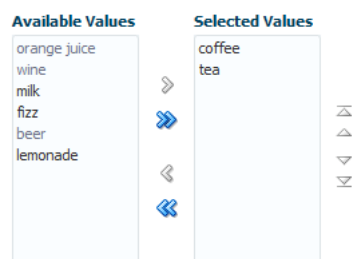 Available Values
orange juice
wine
milk
fizz
beer
lemonade
Selected Values
coffee
tea